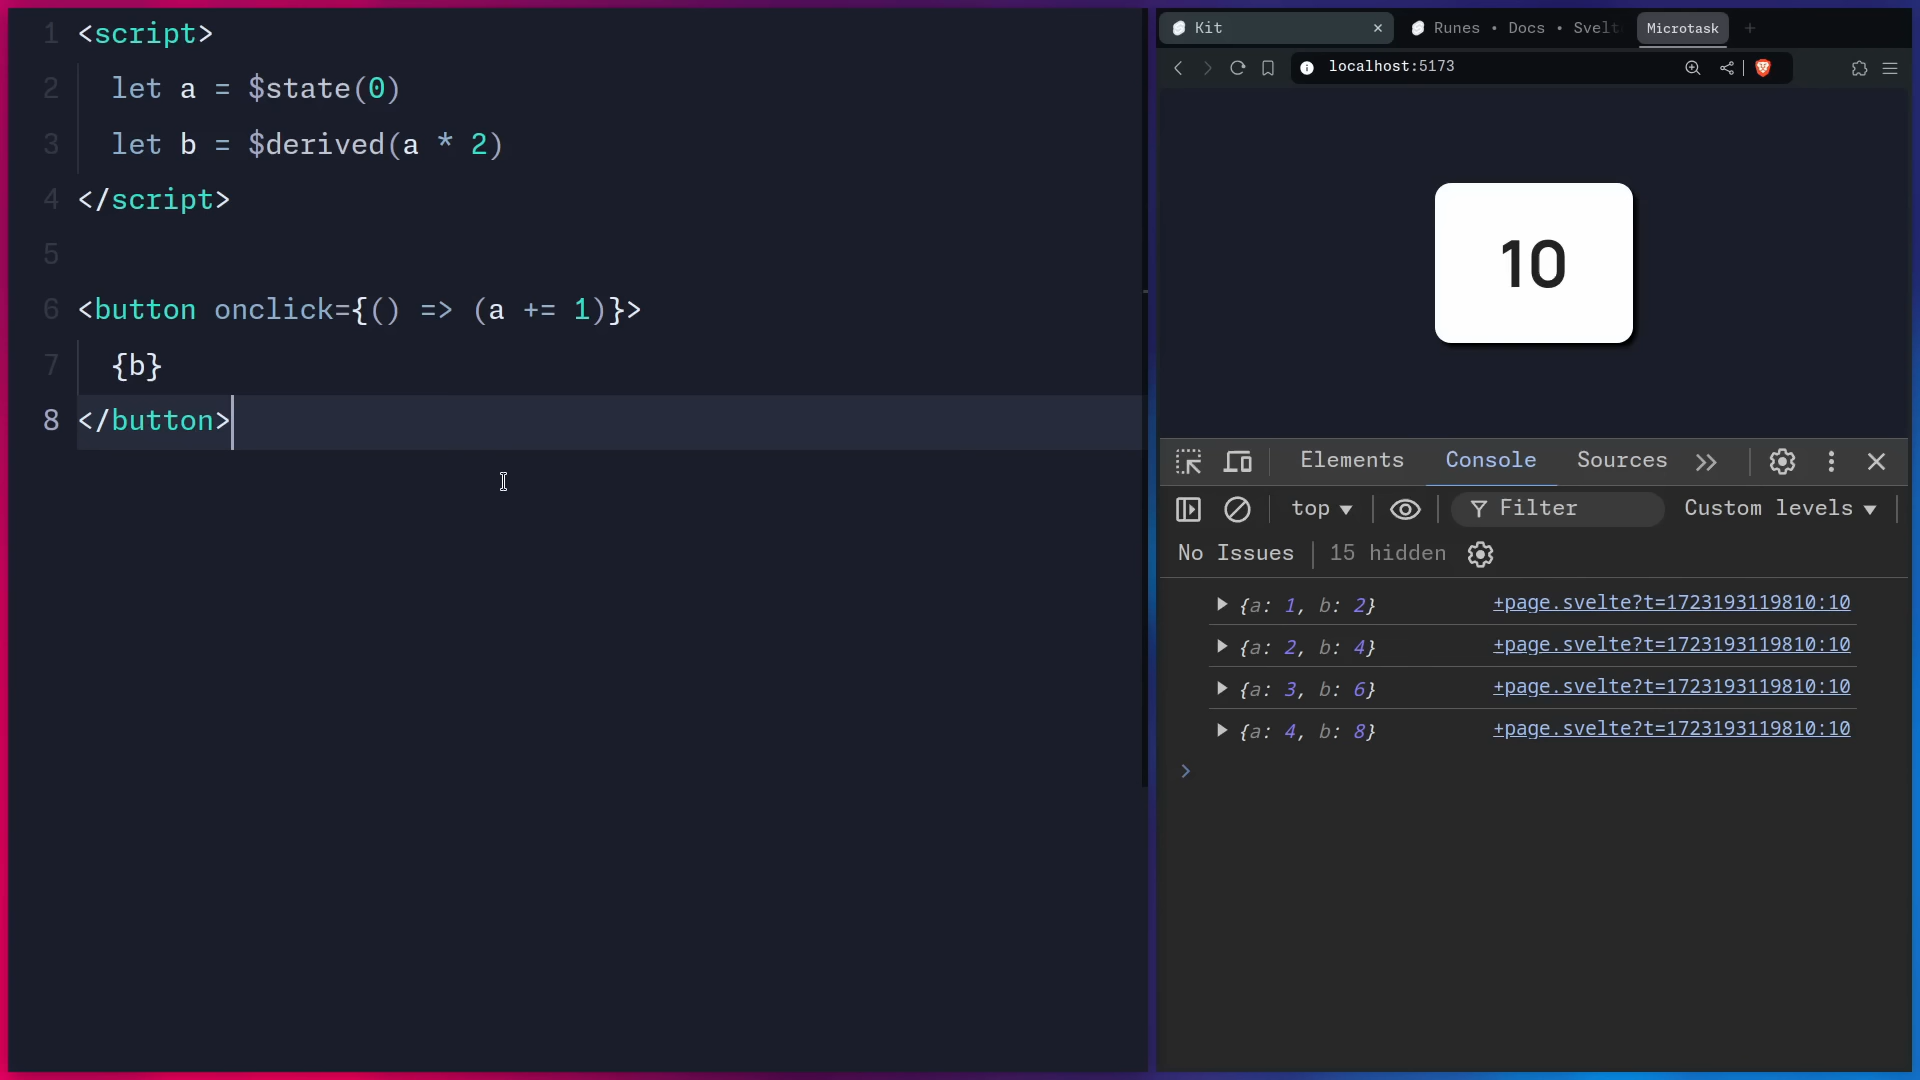 1 <script>
2 let a = $state(0)
3 let b = $derived(a * 2)
4 </script>
5
6 <button onclick={() => (a += 1)}>
7 {b}
8 </button>
Kit
Runes • Docs • Svelt
Microtask
localhost:5173
10
Elements Console Sources
top Filter Custom levels
No Issues 15 hidden
{a: 1, b: 2} +page.svelte?t=1723193119810:10
{a: 2, b: 4} +page.svelte?t=1723193119810:10
{a: 3, b: 6} +page.svelte?t=1723193119810:10
{a: 4, b: 8} +page.svelte?t=1723193119810:10